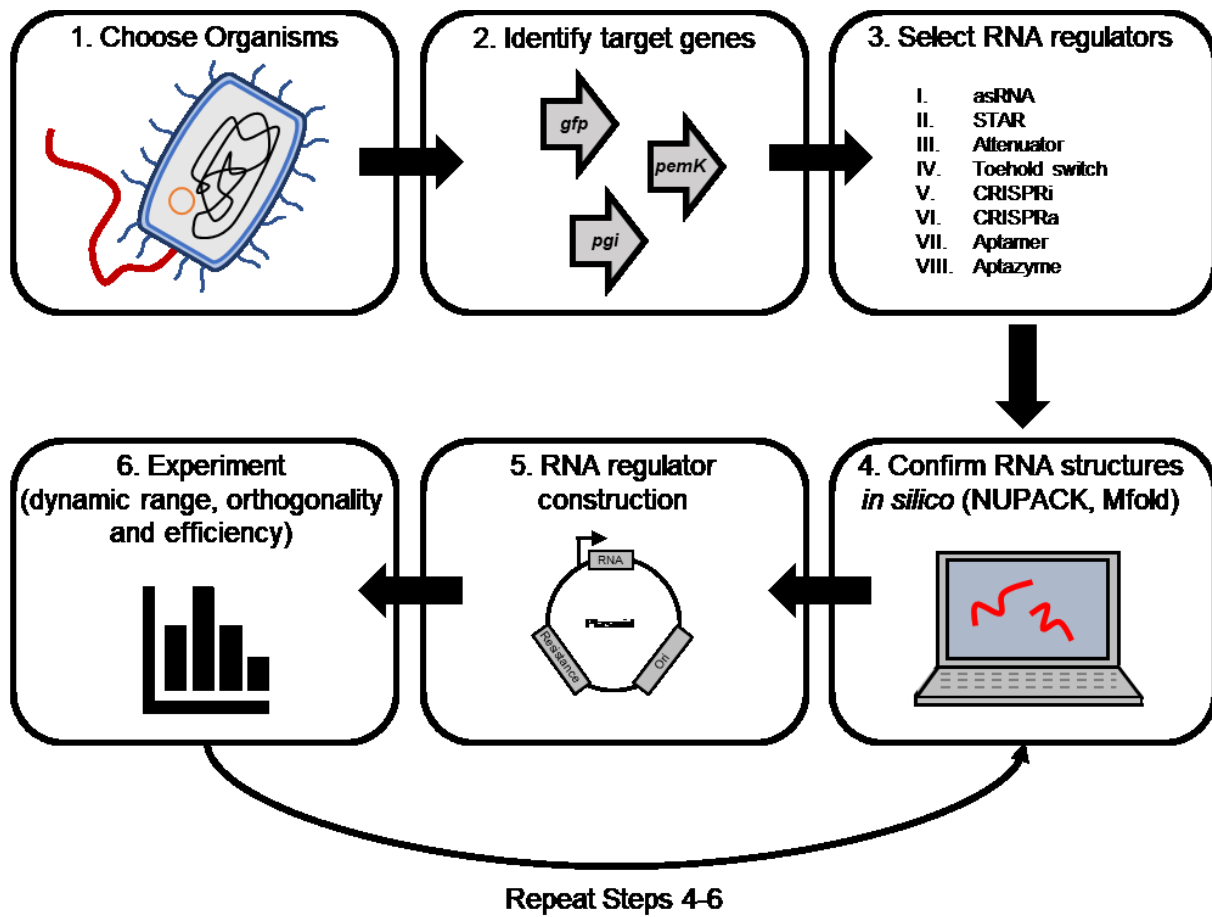 1. Choose Organisms
2. Identify target genes
gfp
pemK
pgi
3. Select RNA regulators
I. asRNA
II. STAR
III. Attenuator
IV. Toehold switch
V. CRISPRi
VI. CRISPRa
VII. Aptamer
VIII. Aptazyme
4. Confirm RNA structures
in silico (NUPACK, Mfold)
5. RNA regulator
construction
RNA
Plasmid
Resistance
Ori
6. Experiment
(dynamic range, orthogonality
and efficiency)
Repeat Steps 4-6